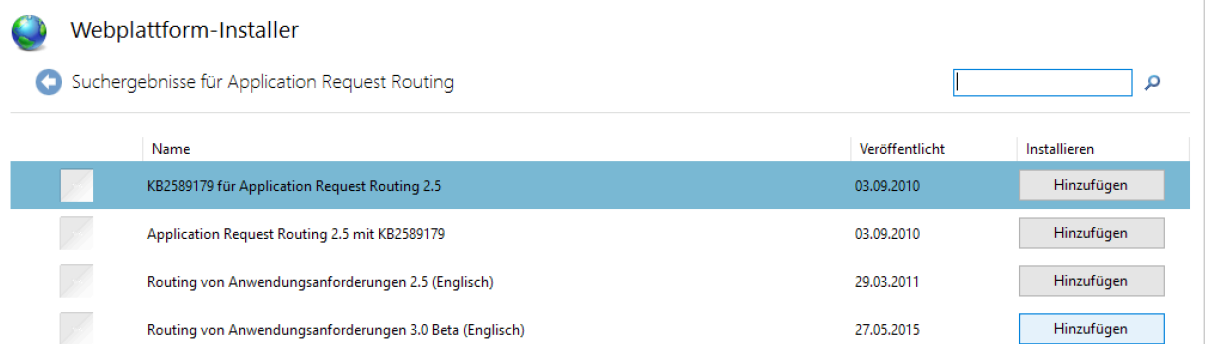 Webplattform-Installer
Suchergebnisse für Application Request Routing
Name Veröffentlicht Installieren
KB2589179 für Application Request Routing 2.5 03.09.2010 Hinzufügen
Application Request Routing 2.5 mit KB2589179 03.09.2010 Hinzufügen
Routing von Anwendungsanforderungen 2.5 (Englisch) 29.03.2011 Hinzufügen
Routing von Anwendungsanforderungen 3.0 Beta (Englisch) 27.05.2015 Hinzufügen